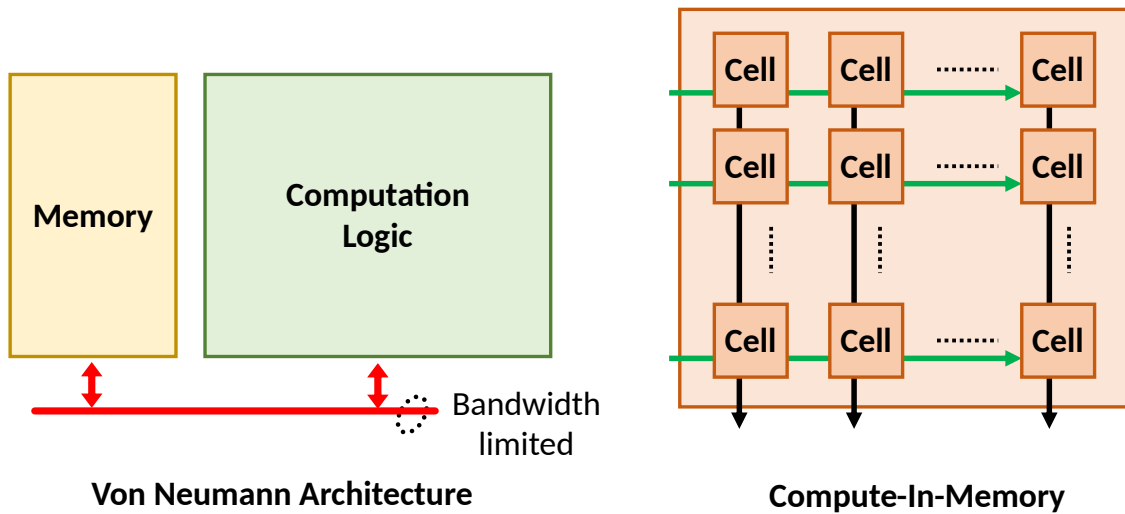 Memory
Computation
Logic
Bandwidth
limited
Von Neumann Architecture
Cell Cell Cell
Cell Cell Cell
Cell Cell Cell
Compute-In-Memory